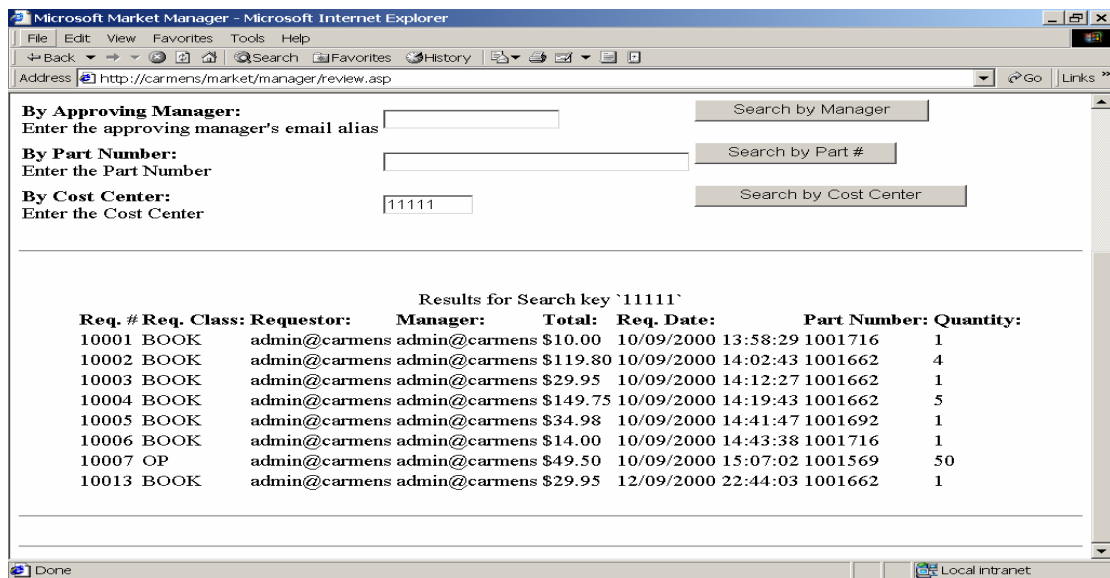 Microsoft Market Manager - Microsoft Internet Explorer
File Edit View Favorites Tools Help
Back Search Favorites History
Address http://carmens/market/manager/review.asp Go Links »
By Approving Manager:
Enter the approving manager's email alias Search by Manager
By Part Number:
Enter the Part Number Search by Part #
By Cost Center:
Enter the Cost Center 11111 Search by Cost Center
Results for Search key `11111`
Req. # Req. Class: Requestor: Manager: Total: Req. Date: Part Number: Quantity:
10001 BOOK admin@carmens admin@carmens $10.00 10/09/2000 13:58:29 1001716 1
10002 BOOK admin@carmens admin@carmens $119.80 10/09/2000 14:02:43 1001662 4
10003 BOOK admin@carmens admin@carmens $29.95 10/09/2000 14:12:27 1001662 1
10004 BOOK admin@carmens admin@carmens $149.75 10/09/2000 14:19:43 1001662 5
10005 BOOK admin@carmens admin@carmens $34.98 10/09/2000 14:41:47 1001692 1
10006 BOOK admin@carmens admin@carmens $14.00 10/09/2000 14:43:38 1001716 1
10007 OP admin@carmens admin@carmens $49.50 10/09/2000 15:07:02 1001569 50
10013 BOOK admin@carmens admin@carmens $29.95 12/09/2000 22:44:03 1001662 1
Done Local intranet